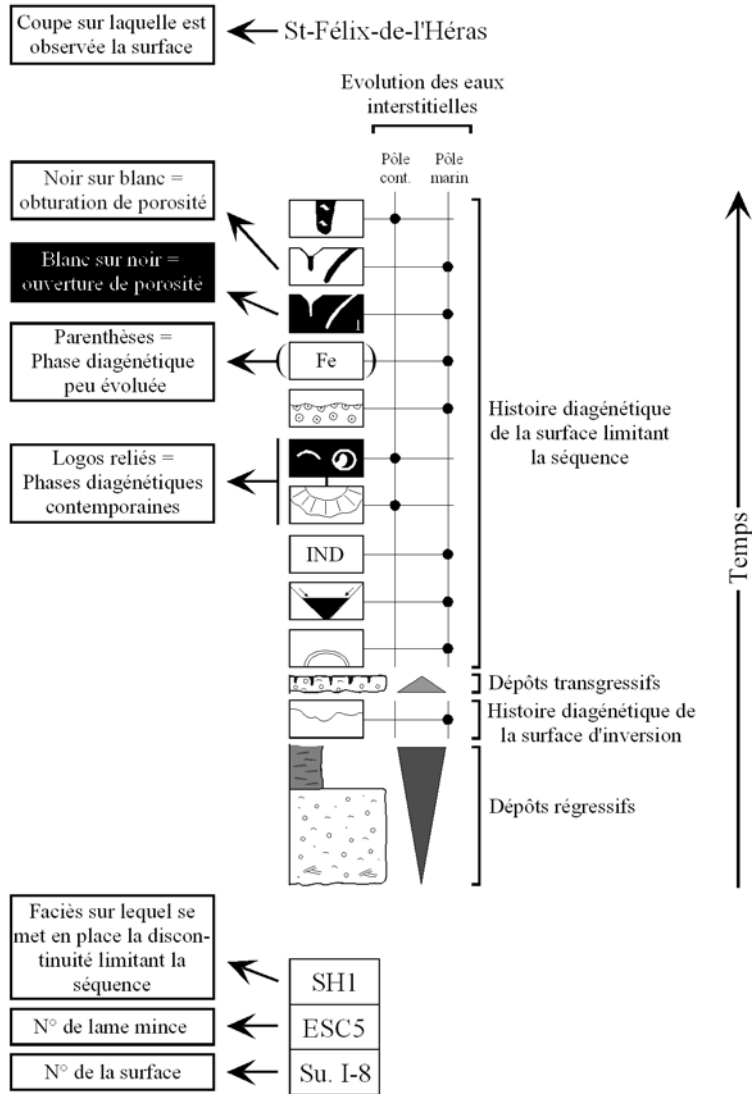 Coupe sur laquelle est
observée la surface
St-Félix-de-l'Héras
Evolution des eaux
interstitielles
Pôle
cont.
Pôle
marin
Noir sur blanc =
obturation de porosité
Blanc sur noir =
ouverture de porosité
1
Parenthèses =
Phase diagénétique
peu évoluée
Fe
Histoire diagénétique
de la surface limitant
la séquence
Logos reliés =
Phases diagénétiques
contemporaines
IND
Temps
Dépôts transgressifs
Histoire diagénétique de
la surface d'inversion
Dépôts régressifs
Faciès sur lequel se
met en place la discon-
tinuité limitant la
séquence
SH1
N° de lame mince
ESC5
N° de la surface
Su. I-8